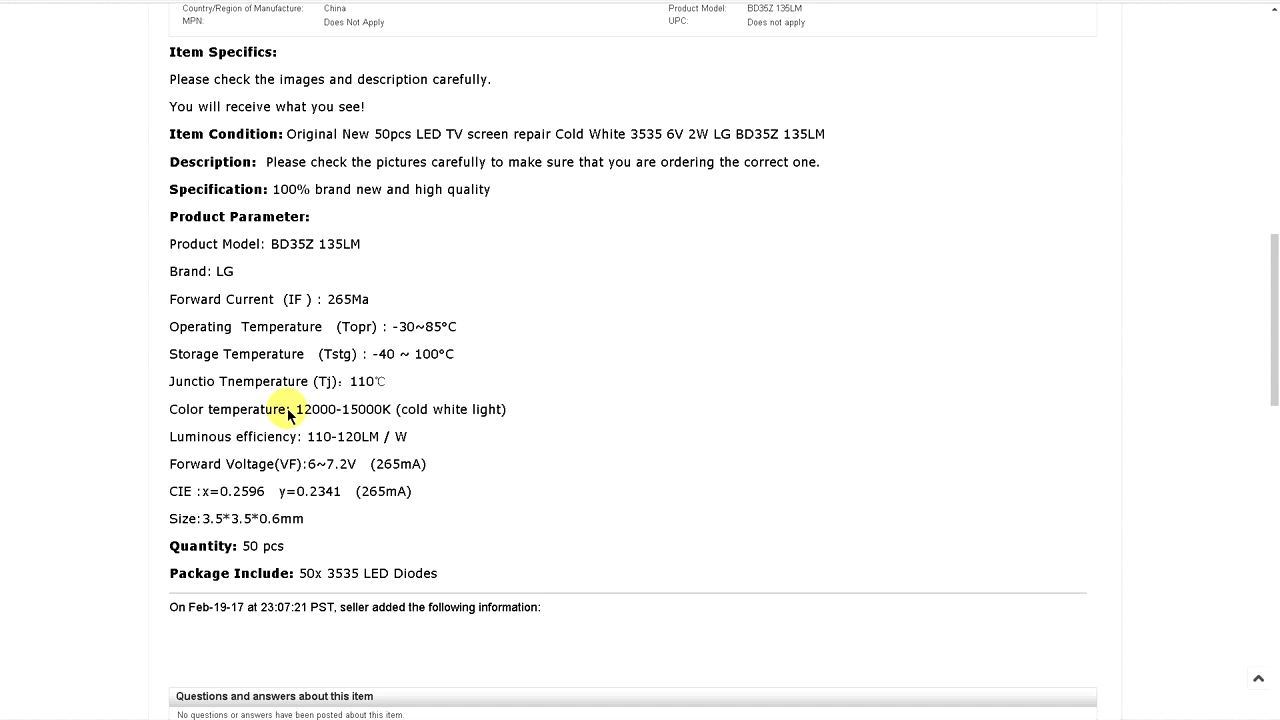 Country/Region of Manufacture: China Product Model: BD35Z 135LM
MPN: Does Not Apply UPC: Does not apply
Item Specifics:
Please check the images and description carefully.
You will receive what you see!
Item Condition: Original New 50pcs LED TV screen repair Cold White 3535 6V 2W LG BD35Z 135LM
Description: Please check the pictures carefully to make sure that you are ordering the correct one.
Specification: 100% brand new and high quality
Product Parameter:
Product Model: BD35Z 135LM
Brand: LG
Forward Current (IF ) : 265Ma
Operating Temperature (Topr) : -30~85°C
Storage Temperature (Tstg) : -40 ~ 100°C
Junctio Tnemperature (Tj)： 110℃
Color temperature: 12000-15000K (cold white light)
Luminous efficiency: 110-120LM / W
Forward Voltage(VF):6~7.2V (265mA)
CIE :x=0.2596 y=0.2341 (265mA)
Size:3.5*3.5*0.6mm
Quantity: 50 pcs
Package Include: 50x 3535 LED Diodes
On Feb-19-17 at 23:07:21 PST, seller added the following information:
Questions and answers about this item
No questions or answers have been posted about this item.